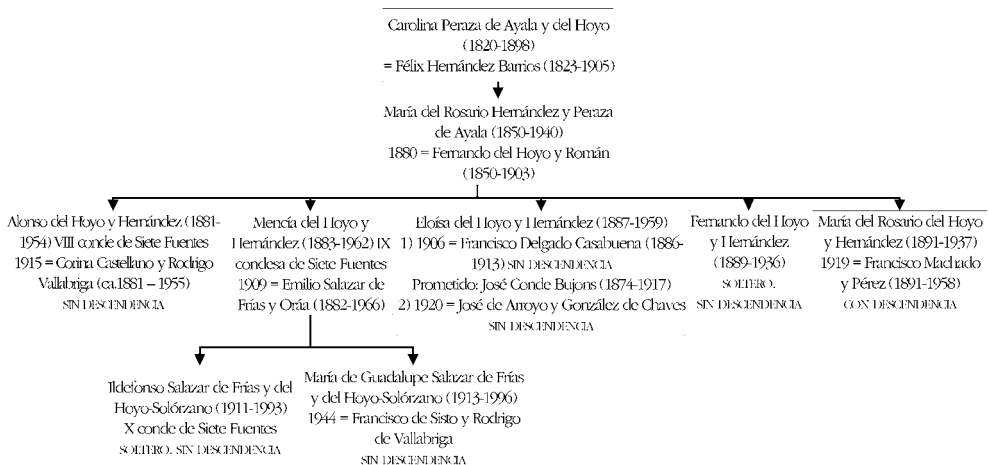 Carolina Peraza de Ayala y del Hoyo
(1820-1898)
= Félix Hernández Barrios (1823-1905)
María del Rosario Hernández y Peraza
de Ayala (1850-1940)
1880 = Fernando del Hoyo y Román
(1850-1903)
Alonso del Hoyo y Hernández (1881-
1954) VIII conde de Siete Fuentes
1915 = Corina Castellano y Rodrigo
Vallabriga (ca.1881 – 1955)
SIN DESCENDENCIA
Mencía del Hoyo y
Hernández (1883-1962) IX
condesa de Siete Fuentes
1909 = Emilio Salazar de
Frías y Oráa (1882-1966)
Eloísa del Hoyo y Hernández (1887-1959)
1) 1906 = Francisco Delgado Casabuena (1886-
1913) SIN DESCENDENCIA
Prometido: José Conde Bujons (1874-1917)
2) 1920 = José de Arroyo y González de Chaves
SIN DESCENDENCIA
Fernando del Hoyo
y Hernández
(1889-1936)
SOLTERO.
SIN DESCENDENCIA
María del Rosario del Hoyo
y Hernández (1891-1937)
1919 = Francisco Machado
y Pérez (1891-1958)
CON DESCENDENCIA
Ildefonso Salazar de Frías y del
Hoyo-Solórzano (1911-1993)
X conde de Siete Fuentes
SOLTERO. SIN DESCENDENCIA
María de Guadalupe Salazar de Frías
y del Hoyo-Solórzano (1913-1996)
1944 = Francisco de Sisto y Rodrigo
de Vallabriga
SIN DESCENDENCIA